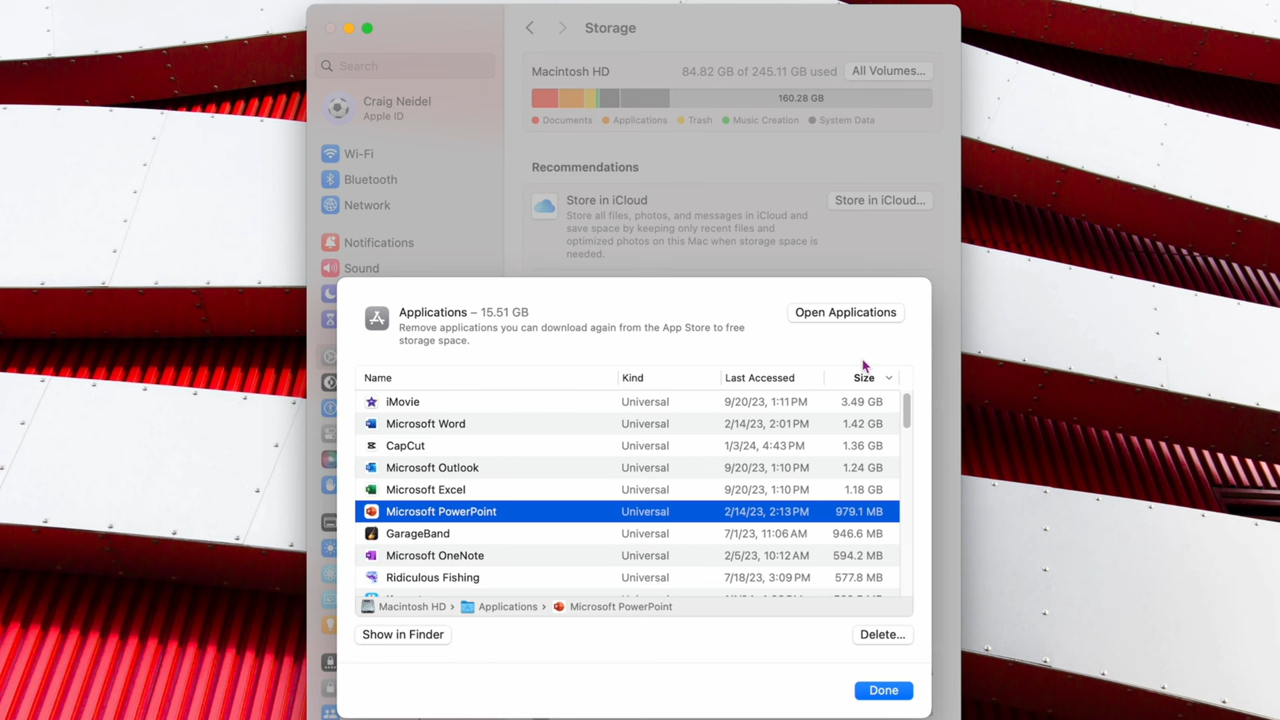 Storage
Search
Macintosh HD
84.82 GB of 245.11 GB used
All Volumes...
Craig Neidel
Apple ID
160.28 GB
Documents
Applications
Trash
Music Creation
System Data
Wi-Fi
Bluetooth
Network
Notifications
Sound
Recommendations
Store in iCloud
Store in iCloud...
Store all files, photos, and messages in iCloud and
save space by keeping only recent files and
optimized photos on this Mac when storage space is
needed.
Applications – 15.51 GB
Open Applications
Remove applications you can download again from the App Store to free
storage space.
Name Kind Last Accessed Size
iMovie Universal 9/20/23, 1:11 PM 3.49 GB
Microsoft Word Universal 2/14/23, 2:01 PM 1.42 GB
CapCut Universal 1/3/24, 4:43 PM 1.36 GB
Microsoft Outlook Universal 9/20/23, 1:10 PM 1.24 GB
Microsoft Excel Universal 9/20/23, 1:10 PM 1.18 GB
Microsoft PowerPoint Universal 2/14/23, 2:13 PM 979.1 MB
GarageBand Universal 7/1/23, 11:06 AM 946.6 MB
Microsoft OneNote Universal 2/5/23, 10:12 AM 594.2 MB
Ridiculous Fishing Universal 7/18/23, 3:09 PM 577.8 MB
Macintosh HD › Applications › Microsoft PowerPoint
Show in Finder
Delete...
Done